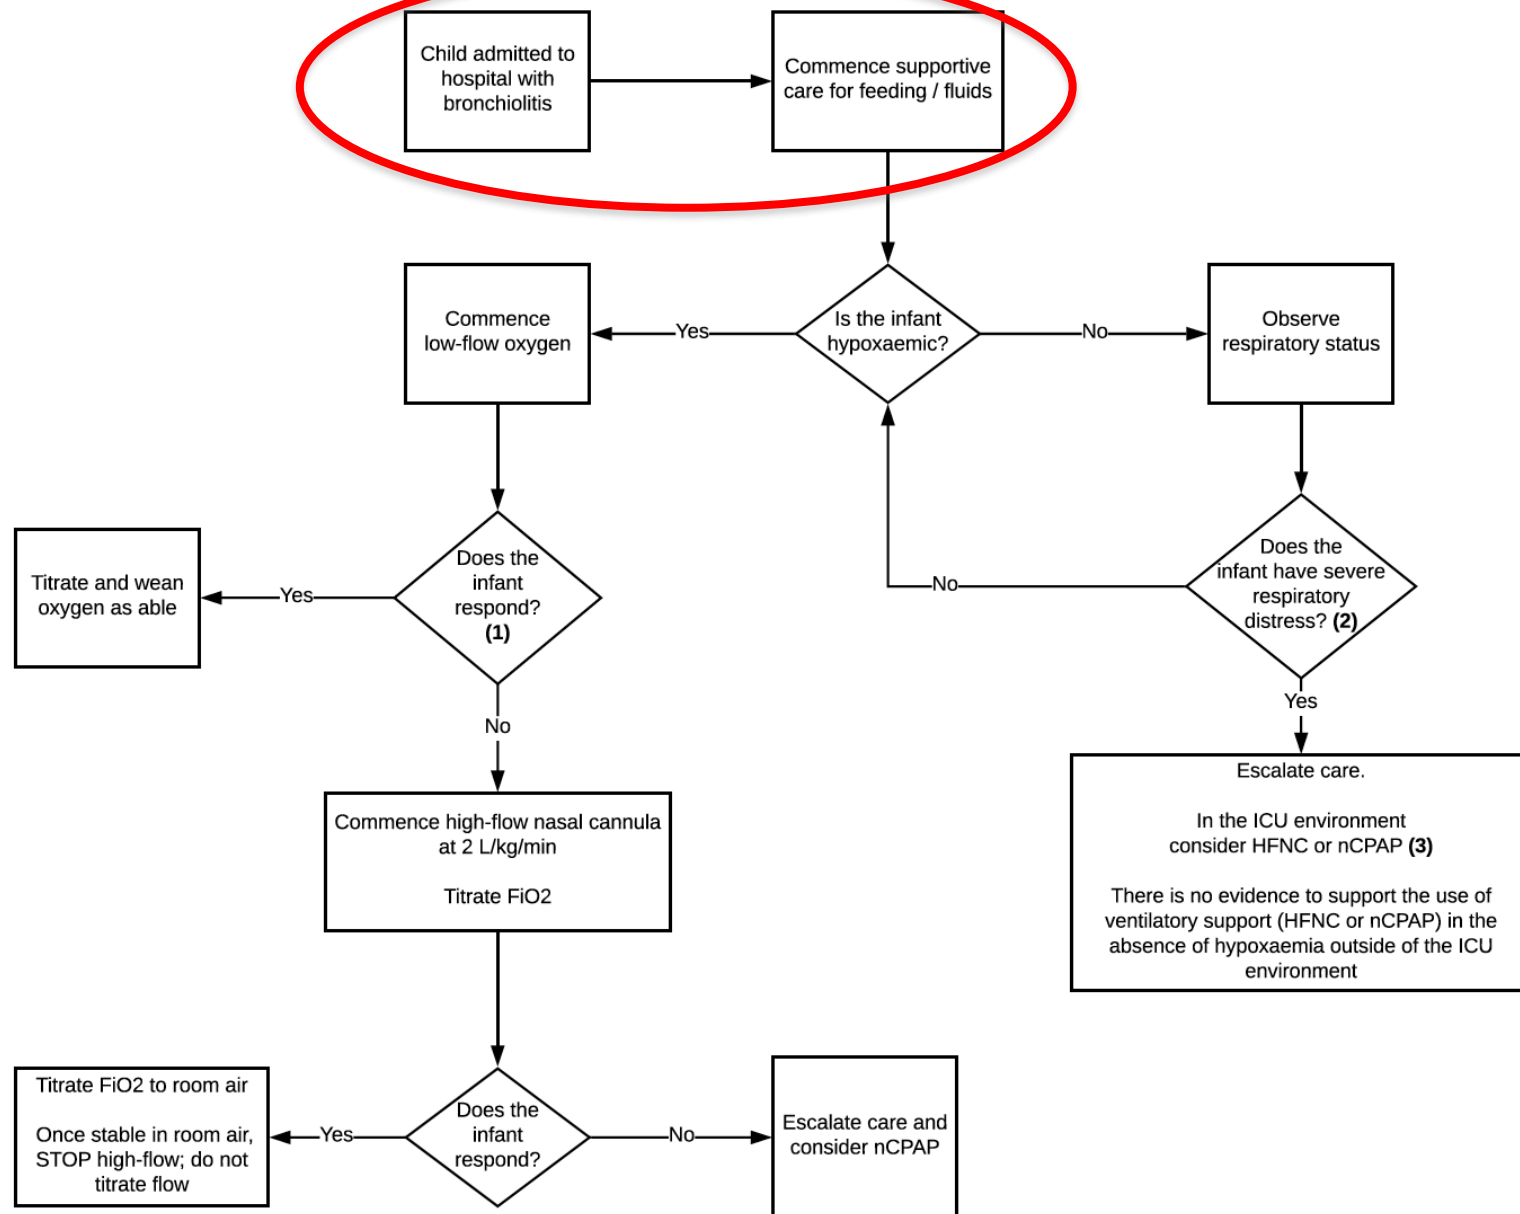 Child admitted to
hospital with
bronchiolitis
Commence supportive
care for feeding / fluids
Commence
low-flow oxygen
Yes
Is the infant
hypoxaemic?
No
Observe
respiratory status
Titrate and wean
oxygen as able
Yes
Does the
infant
respond?
(1)
No
Does the
infant have severe
respiratory
distress? (2)
No
Yes
Commence high-flow nasal cannula
at 2 L/kg/min
Titrate FiO2
Escalate care.
In the ICU environment
consider HFNC or nCPAP (3)
There is no evidence to support the use of
ventilatory support (HFNC or nCPAP) in the
absence of hypoxaemia outside of the ICU
environment
Titrate FiO2 to room air
Once stable in room air,
STOP high-flow; do not
titrate flow
Yes
Does the
infant
respond?
No
Escalate care and
consider nCPAP